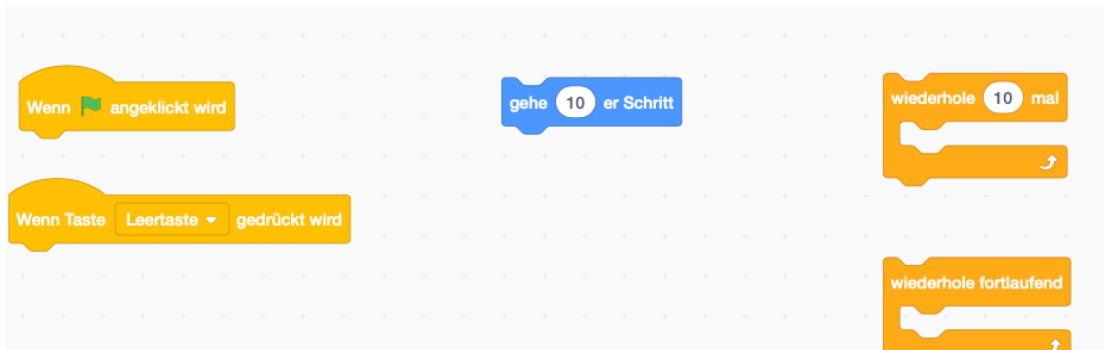 Wenn angeklickt wird
gehe 10 er Schritt
wiederhole 10 mal
Wenn Taste Leertaste gedrückt wird
wiederhole fortlaufend